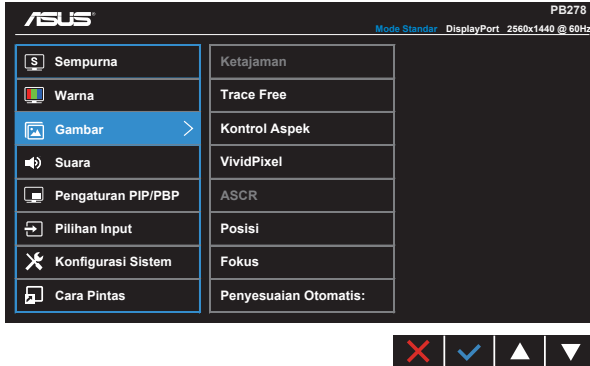 ASUS
PB278
Mode Standar DisplayPort 2560x1440 @ 60Hz
S Sempurna
Warna
Gambar
Suara
Pengaturan PIP/PBP
Pilihan Input
Konfigurasi Sistem
Cara Pintas
Ketajaman
Trace Free
Kontrol Aspek
VividPixel
ASCR
Posisi
Fokus
Penyesuaian Otomatis: